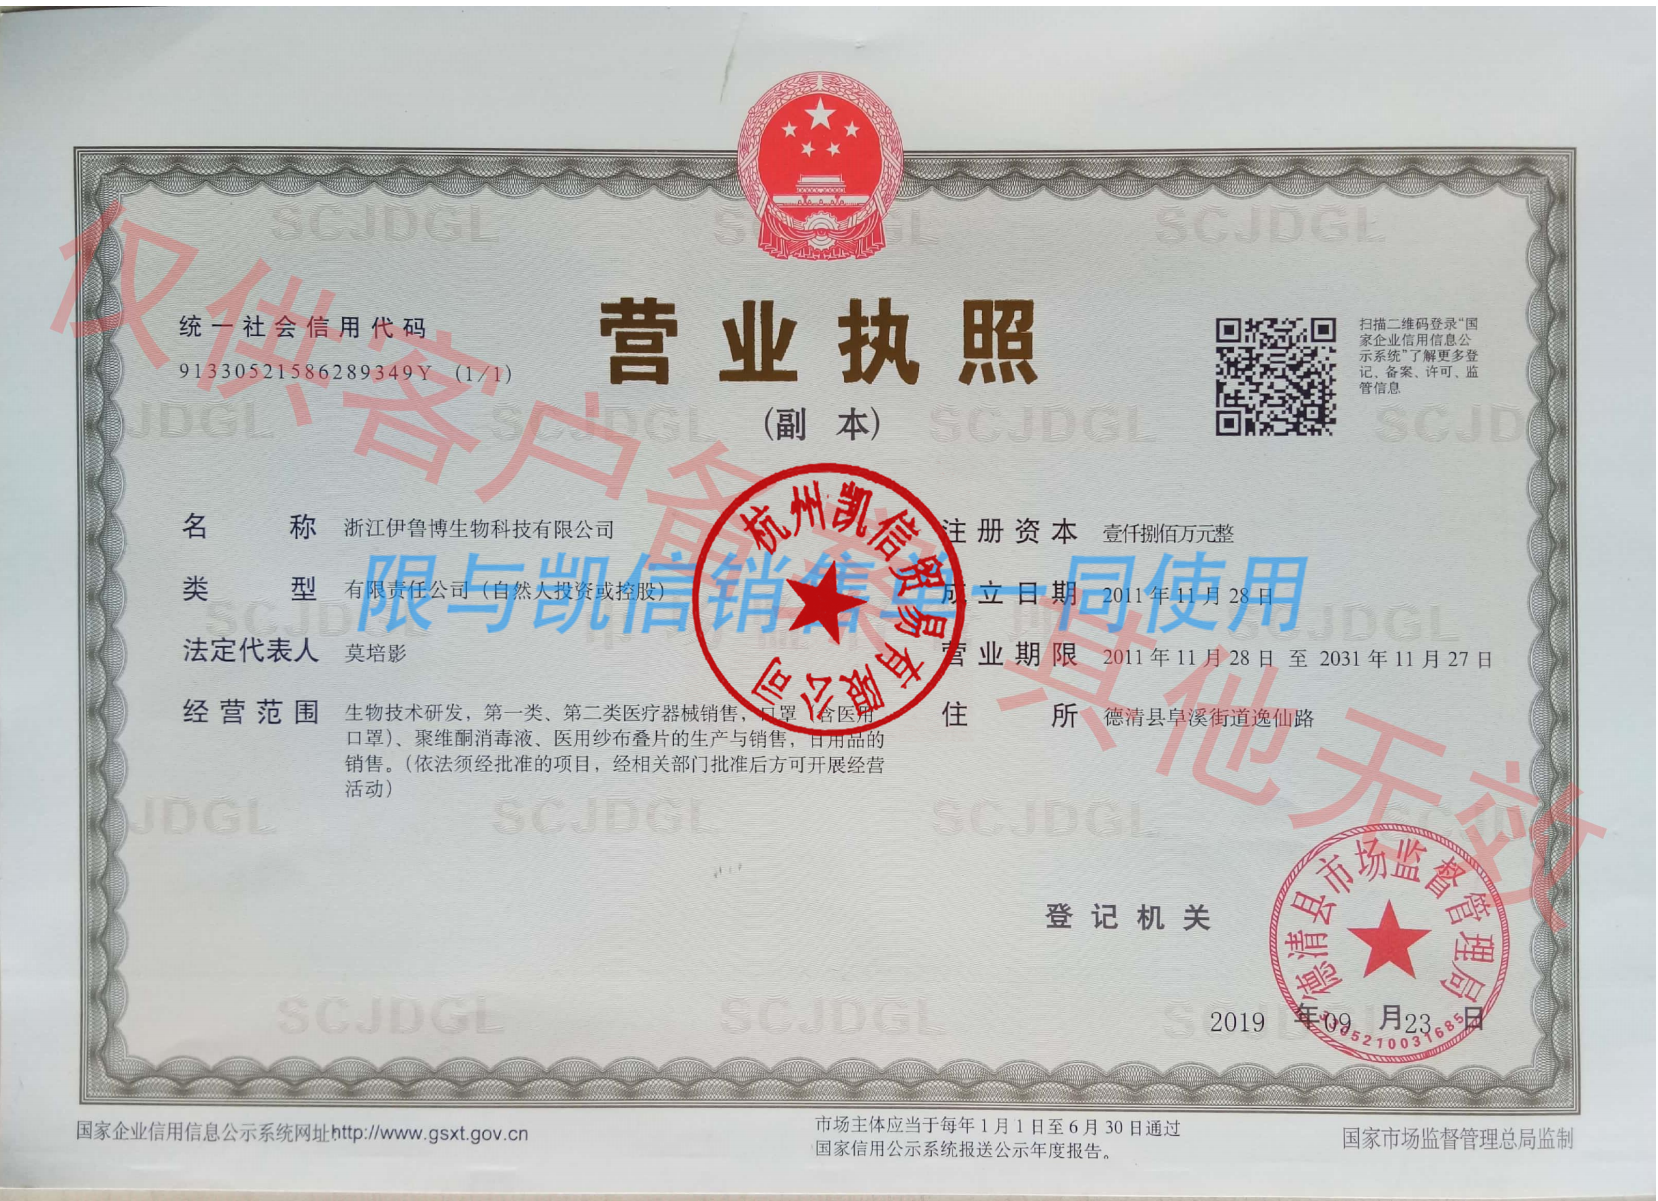 营业执照
(副 本)
统一社会信用代码
91330521586289349Y (1/1)
扫描二维码登录“国
家企业信用信息公
示系统”了解更多登
记、备案、许可、监
管信息
名 称 浙江伊鲁博生物科技有限公司
类 型 有限责任公司（自然人投资或控股）
法定代表人 莫培影
经营范围 生物技术研发，第一类、第二类医疗器械销售，口罩（含医用
口罩）、聚维酮消毒液、医用纱布叠片的生产与销售，日用品的
销售。（依法须经批准的项目，经相关部门批准后方可开展经营
活动）
注册资本 壹仟捌佰万元整
成立日期 2011年11月28日
营业期限 2011年11月28日 至 2031年11月27日
住 所 德清县阜溪街道逸仙路
杭州凯信贸易有限公司
仅供客户备案 其他无效
限与凯信销售单一同使用
登记机关
德清县市场监督管理局
3305210031685
2019 年09 月23 日
国家企业信用信息公示系统网址http://www.gsxt.gov.cn
市场主体应当于每年1月1日至6月30日通过
国家信用公示系统报送公示年度报告。
国家市场监督管理总局监制
SCJDGL